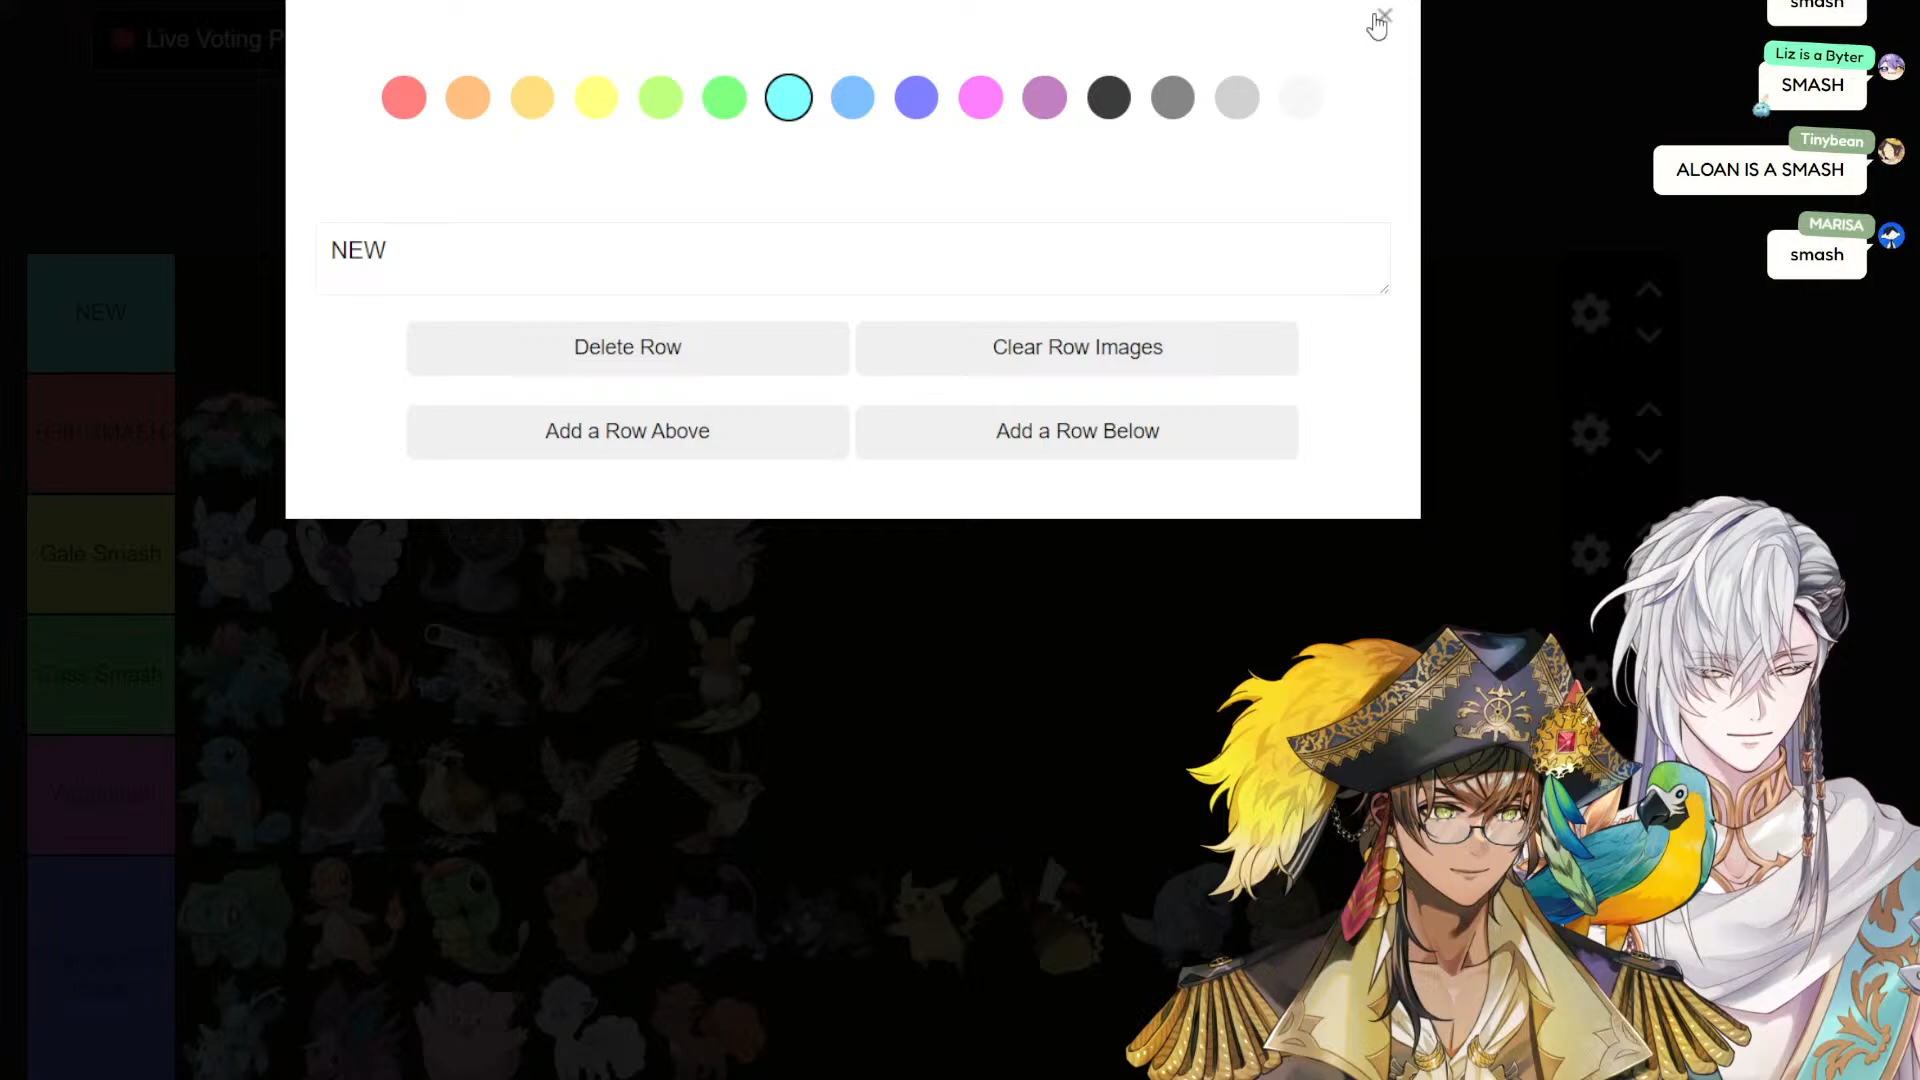 Live Voting P
NEW
Delete Row
Clear Row Images
Add a Row Above
Add a Row Below
NEW
Gale Smash
Smash
smash
Liz is a Byter
SMASH
Tinybean
ALOAN IS A SMASH
MARISA
smash